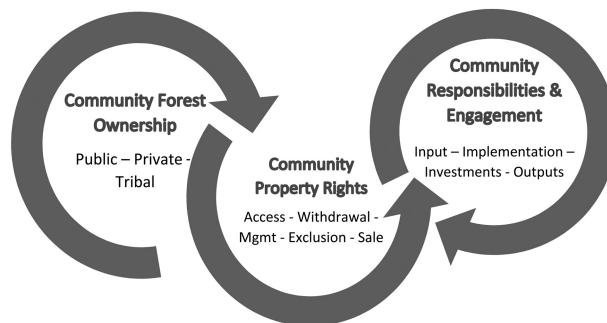 Community Forest
Ownership
Public – Private -
Tribal
Community
Property Rights
Access - Withdrawal -
Mgmt - Exclusion - Sale
Community
Responsibilities &
Engagement
Input – Implementation –
Investments - Outputs